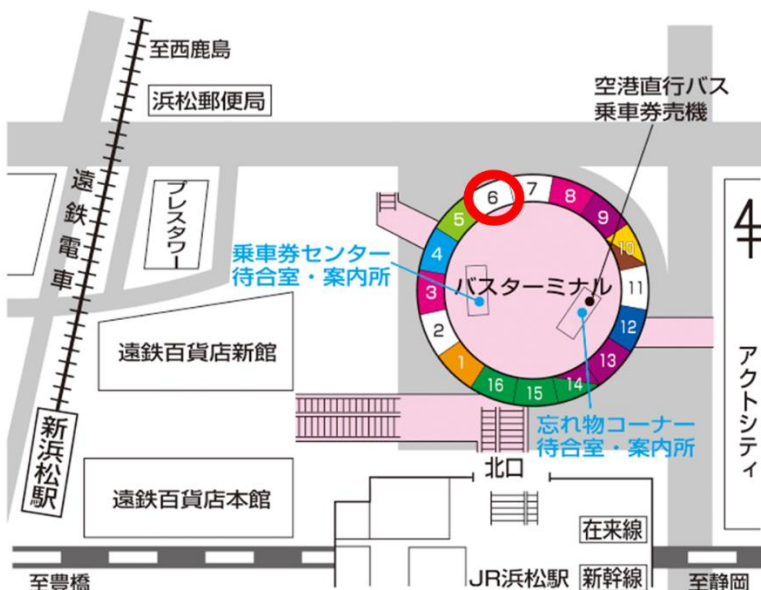 至西鹿島
浜松郵便局
空港直行バス
乗車券売機
遠鉄電車
プレスタワー
乗車券センター
待合室・案内所
バスターミナル
1
2
3
4
5
6
7
8
9
10
11
12
13
14
15
16
遠鉄百貨店新館
アクトシティ
忘れ物コーナー
待合室・案内所
新浜松駅
北口
遠鉄百貨店本館
在来線
JR浜松駅
新幹線
至豊橋
至静岡